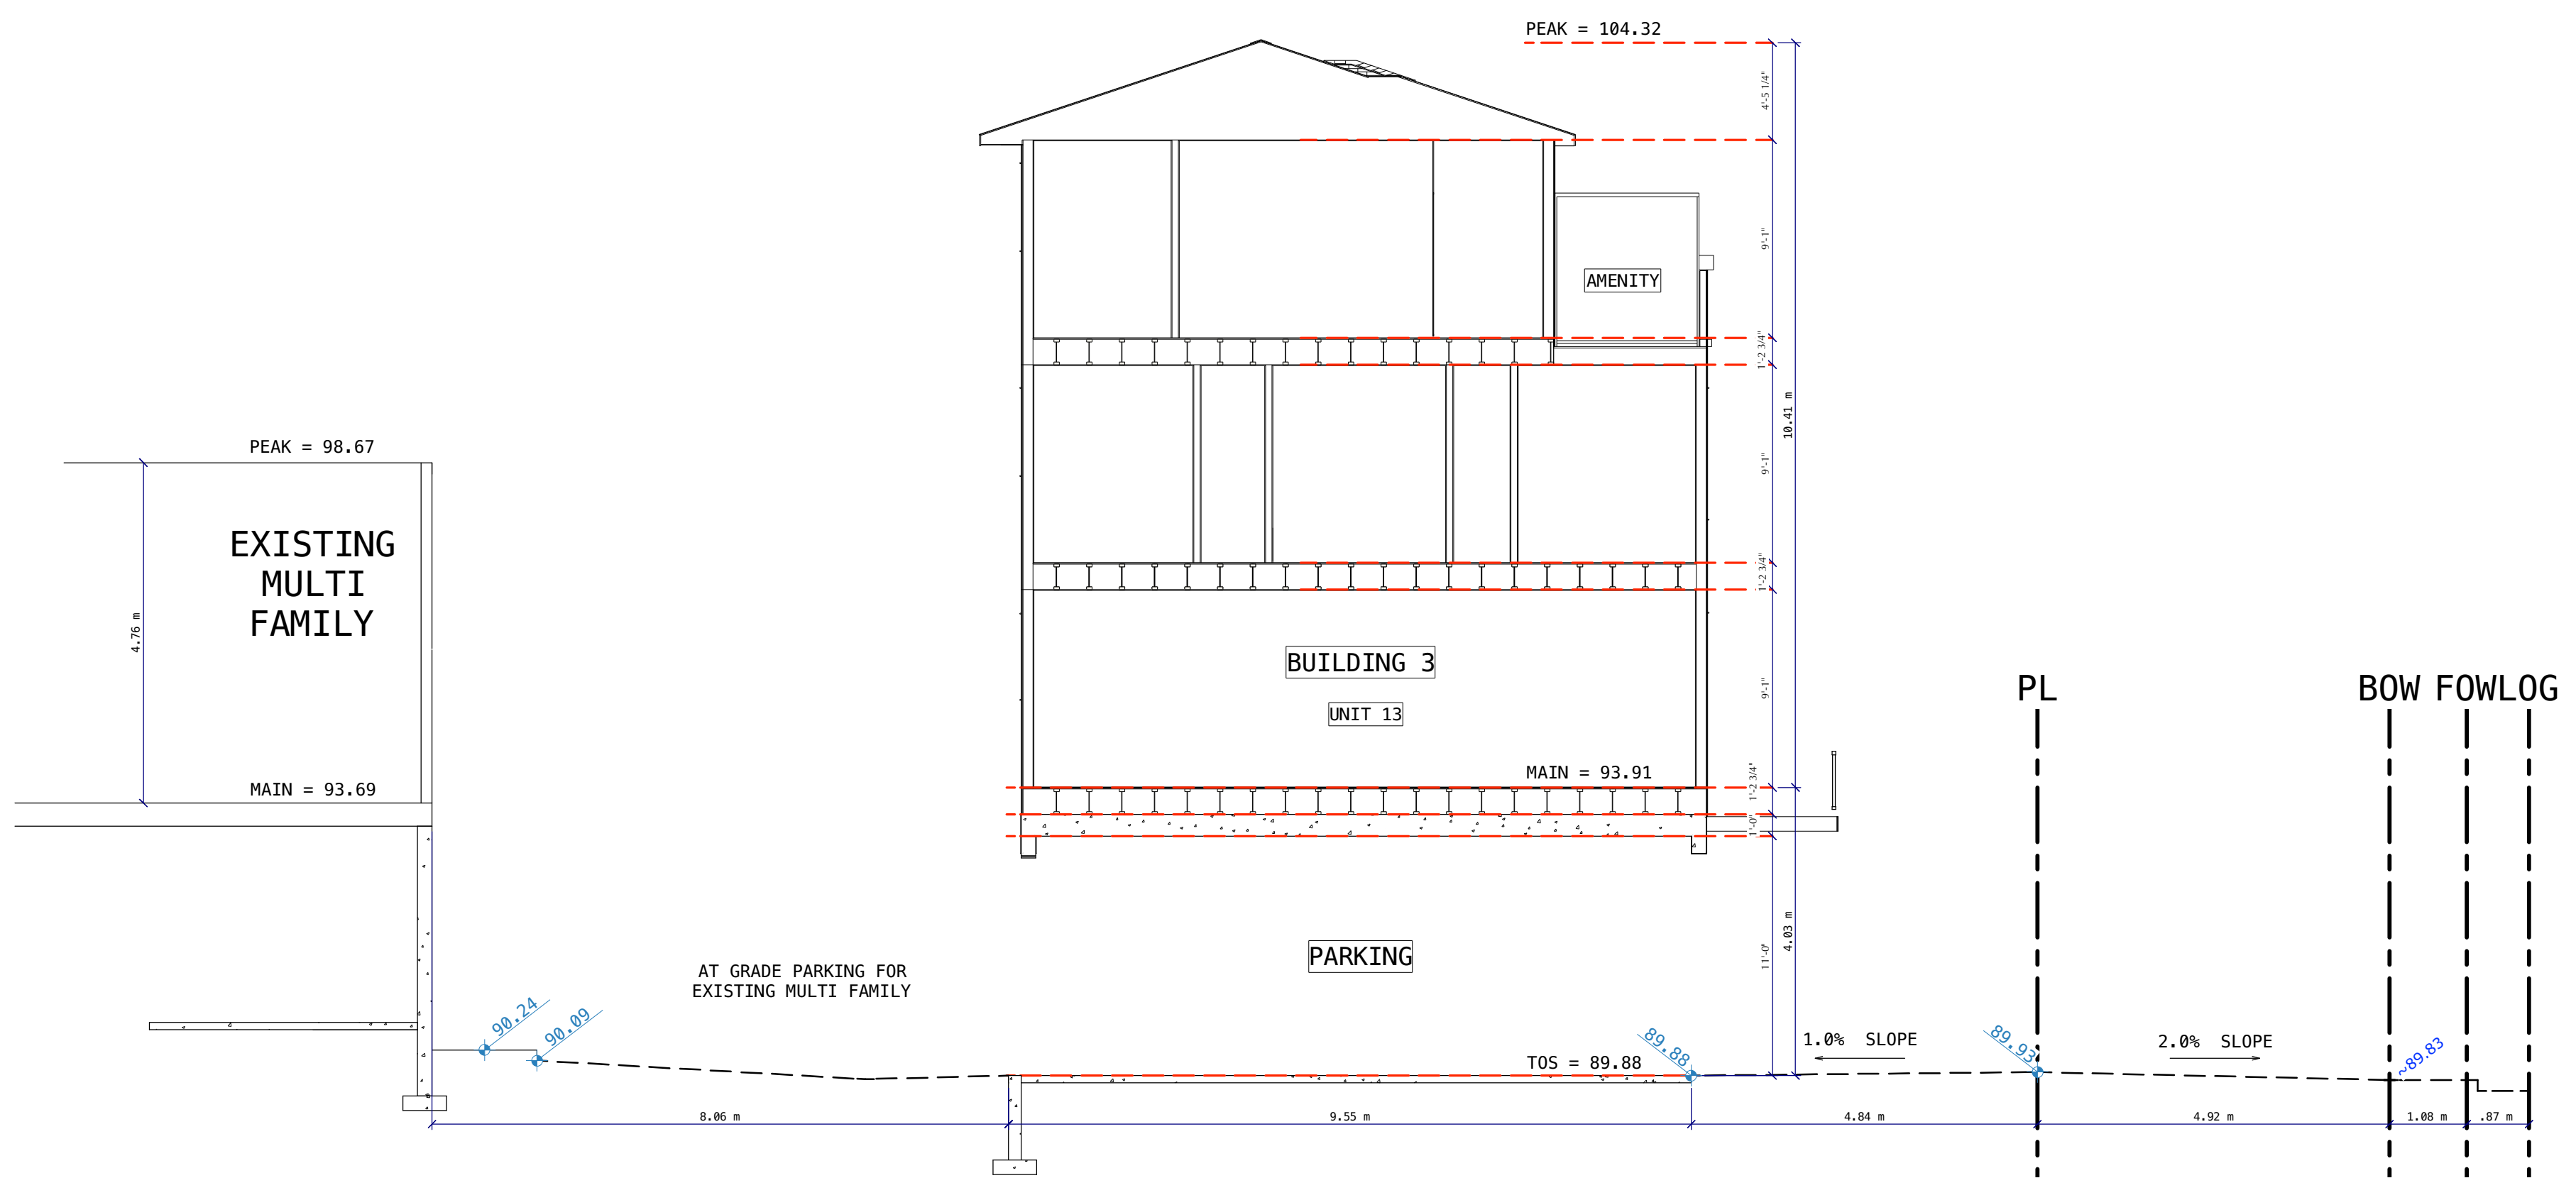 PEAK = 104.32
4'-5 1/4"
9'-1"
AMENITY
1'-2 3/4"
10.41 m
PEAK = 98.67
9'-1"
EXISTING
MULTI
FAMILY
1'-2 3/4"
4.76 m
BUILDING 3
9'-1"
UNIT 13
PL
BOW
FOW
LOG
MAIN = 93.91
MAIN = 93.69
1'-2 3/4"
1'-0"
4.03 m
PARKING
11'-0"
AT GRADE PARKING FOR
EXISTING MULTI FAMILY
90.24
90.09
TOS = 89.88
89.88
1.0% SLOPE
89.93
2.0% SLOPE
~89.83
8.06 m
9.55 m
4.84 m
4.92 m
1.08 m
.87 m